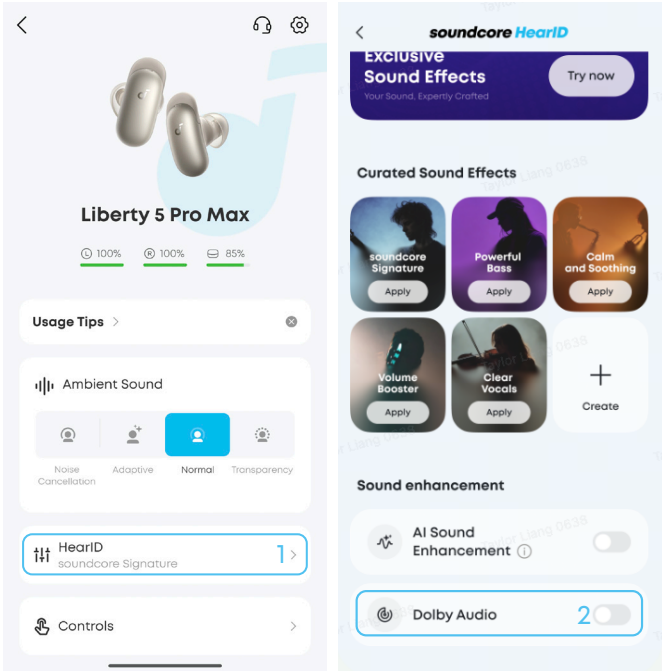 Liberty 5 Pro Max
L 100% R 100% 85%
Usage Tips
Ambient Sound
Noise
Cancellation
Adaptive
Normal
Transparency
HearID
soundcore Signature
1
Controls
soundcore HearID
Exclusive
Sound Effects
Your Sound, Expertly Crafted
Try now
Curated Sound Effects
soundcore
Signature
Apply
Powerful
Bass
Apply
Calm
and Soothing
Apply
Volume
Booster
Apply
Clear
Vocals
Apply
Create
Sound enhancement
AI Sound
Enhancement
Dolby Audio
2
Taylor Liang 0638